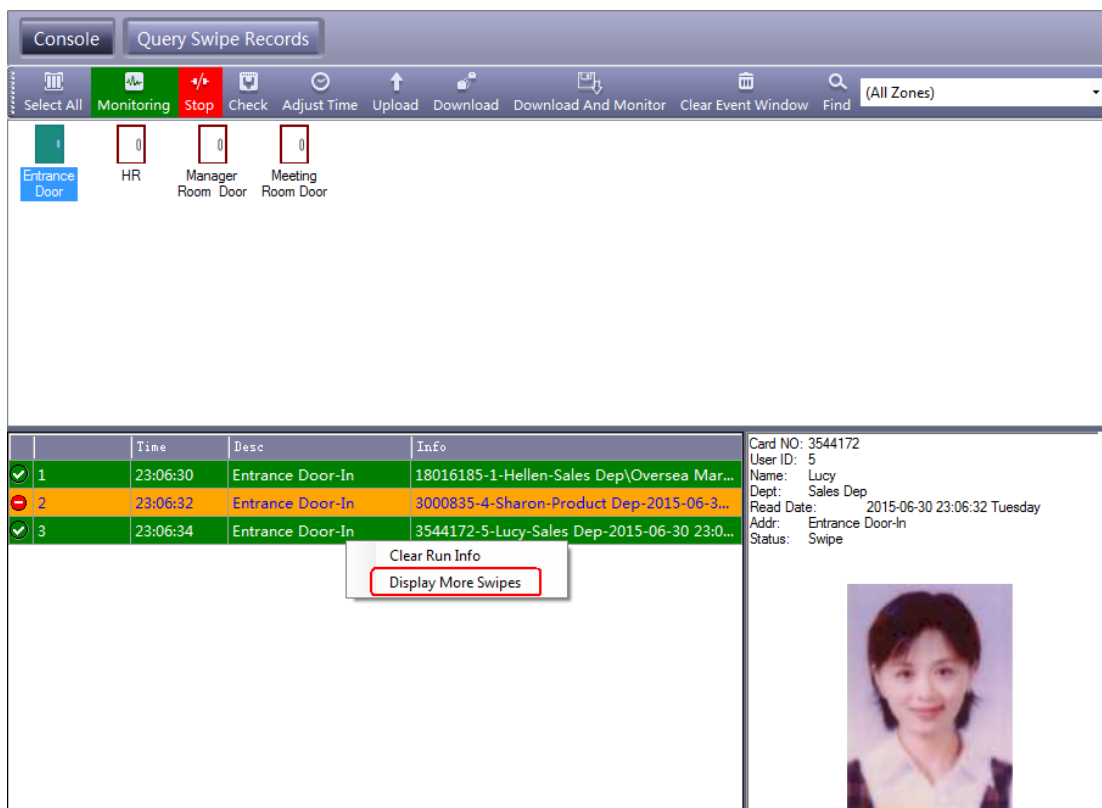 Console Query Swipe Records
Select All Monitoring Stop Check Adjust Time Upload Download Download And Monitor Clear Event Window Find (All Zones)
Entrance Door
HR
Manager Room Door
Meeting Room Door
Time Desc Info
1 23:06:30 Entrance Door-In 18016185-1-Hellen-Sales Dep\Oversea Mar...
2 23:06:32 Entrance Door-In 3000835-4-Sharon-Product Dep-2015-06-3...
3 23:06:34 Entrance Door-In 3544172-5-Lucy-Sales Dep-2015-06-30 23:0...
Clear Run Info
Display More Swipes
Card NO: 3544172
User ID: 5
Name: Lucy
Dept: Sales Dep
Read Date: 2015-06-30 23:06:32 Tuesday
Addr: Entrance Door-In
Status: Swipe